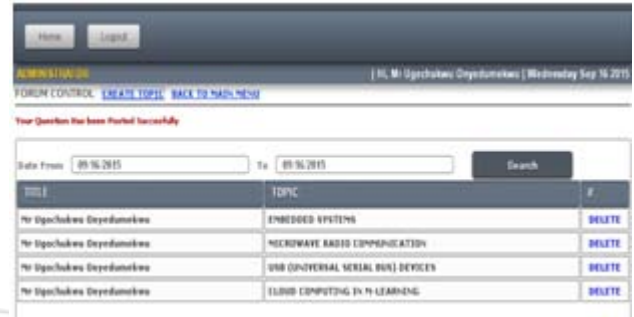 Home Logout
ADMINISTRATOR | Hi, Mr Ugochukwu Onyedumekwu | Wednesday Sep 16 2015
FORUM CONTROL CREATE TOPIC BACK TO MAIN MENU
Your Question Has been Posted Succesfully
Date From 09/16/2015 To 09/16/2015 Search
TITLE TOPIC #
Mr Ugochukwu Onyedumekwu EMBEDDED SYSTEMS DELETE
Mr Ugochukwu Onyedumekwu MICROWAVE RADIO COMMUNICATION DELETE
Mr Ugochukwu Onyedumekwu USB (UNIVERSAL SERIAL BUS) DEVICES DELETE
Mr Ugochukwu Onyedumekwu CLOUD COMPUTING IN M-LEARNING DELETE